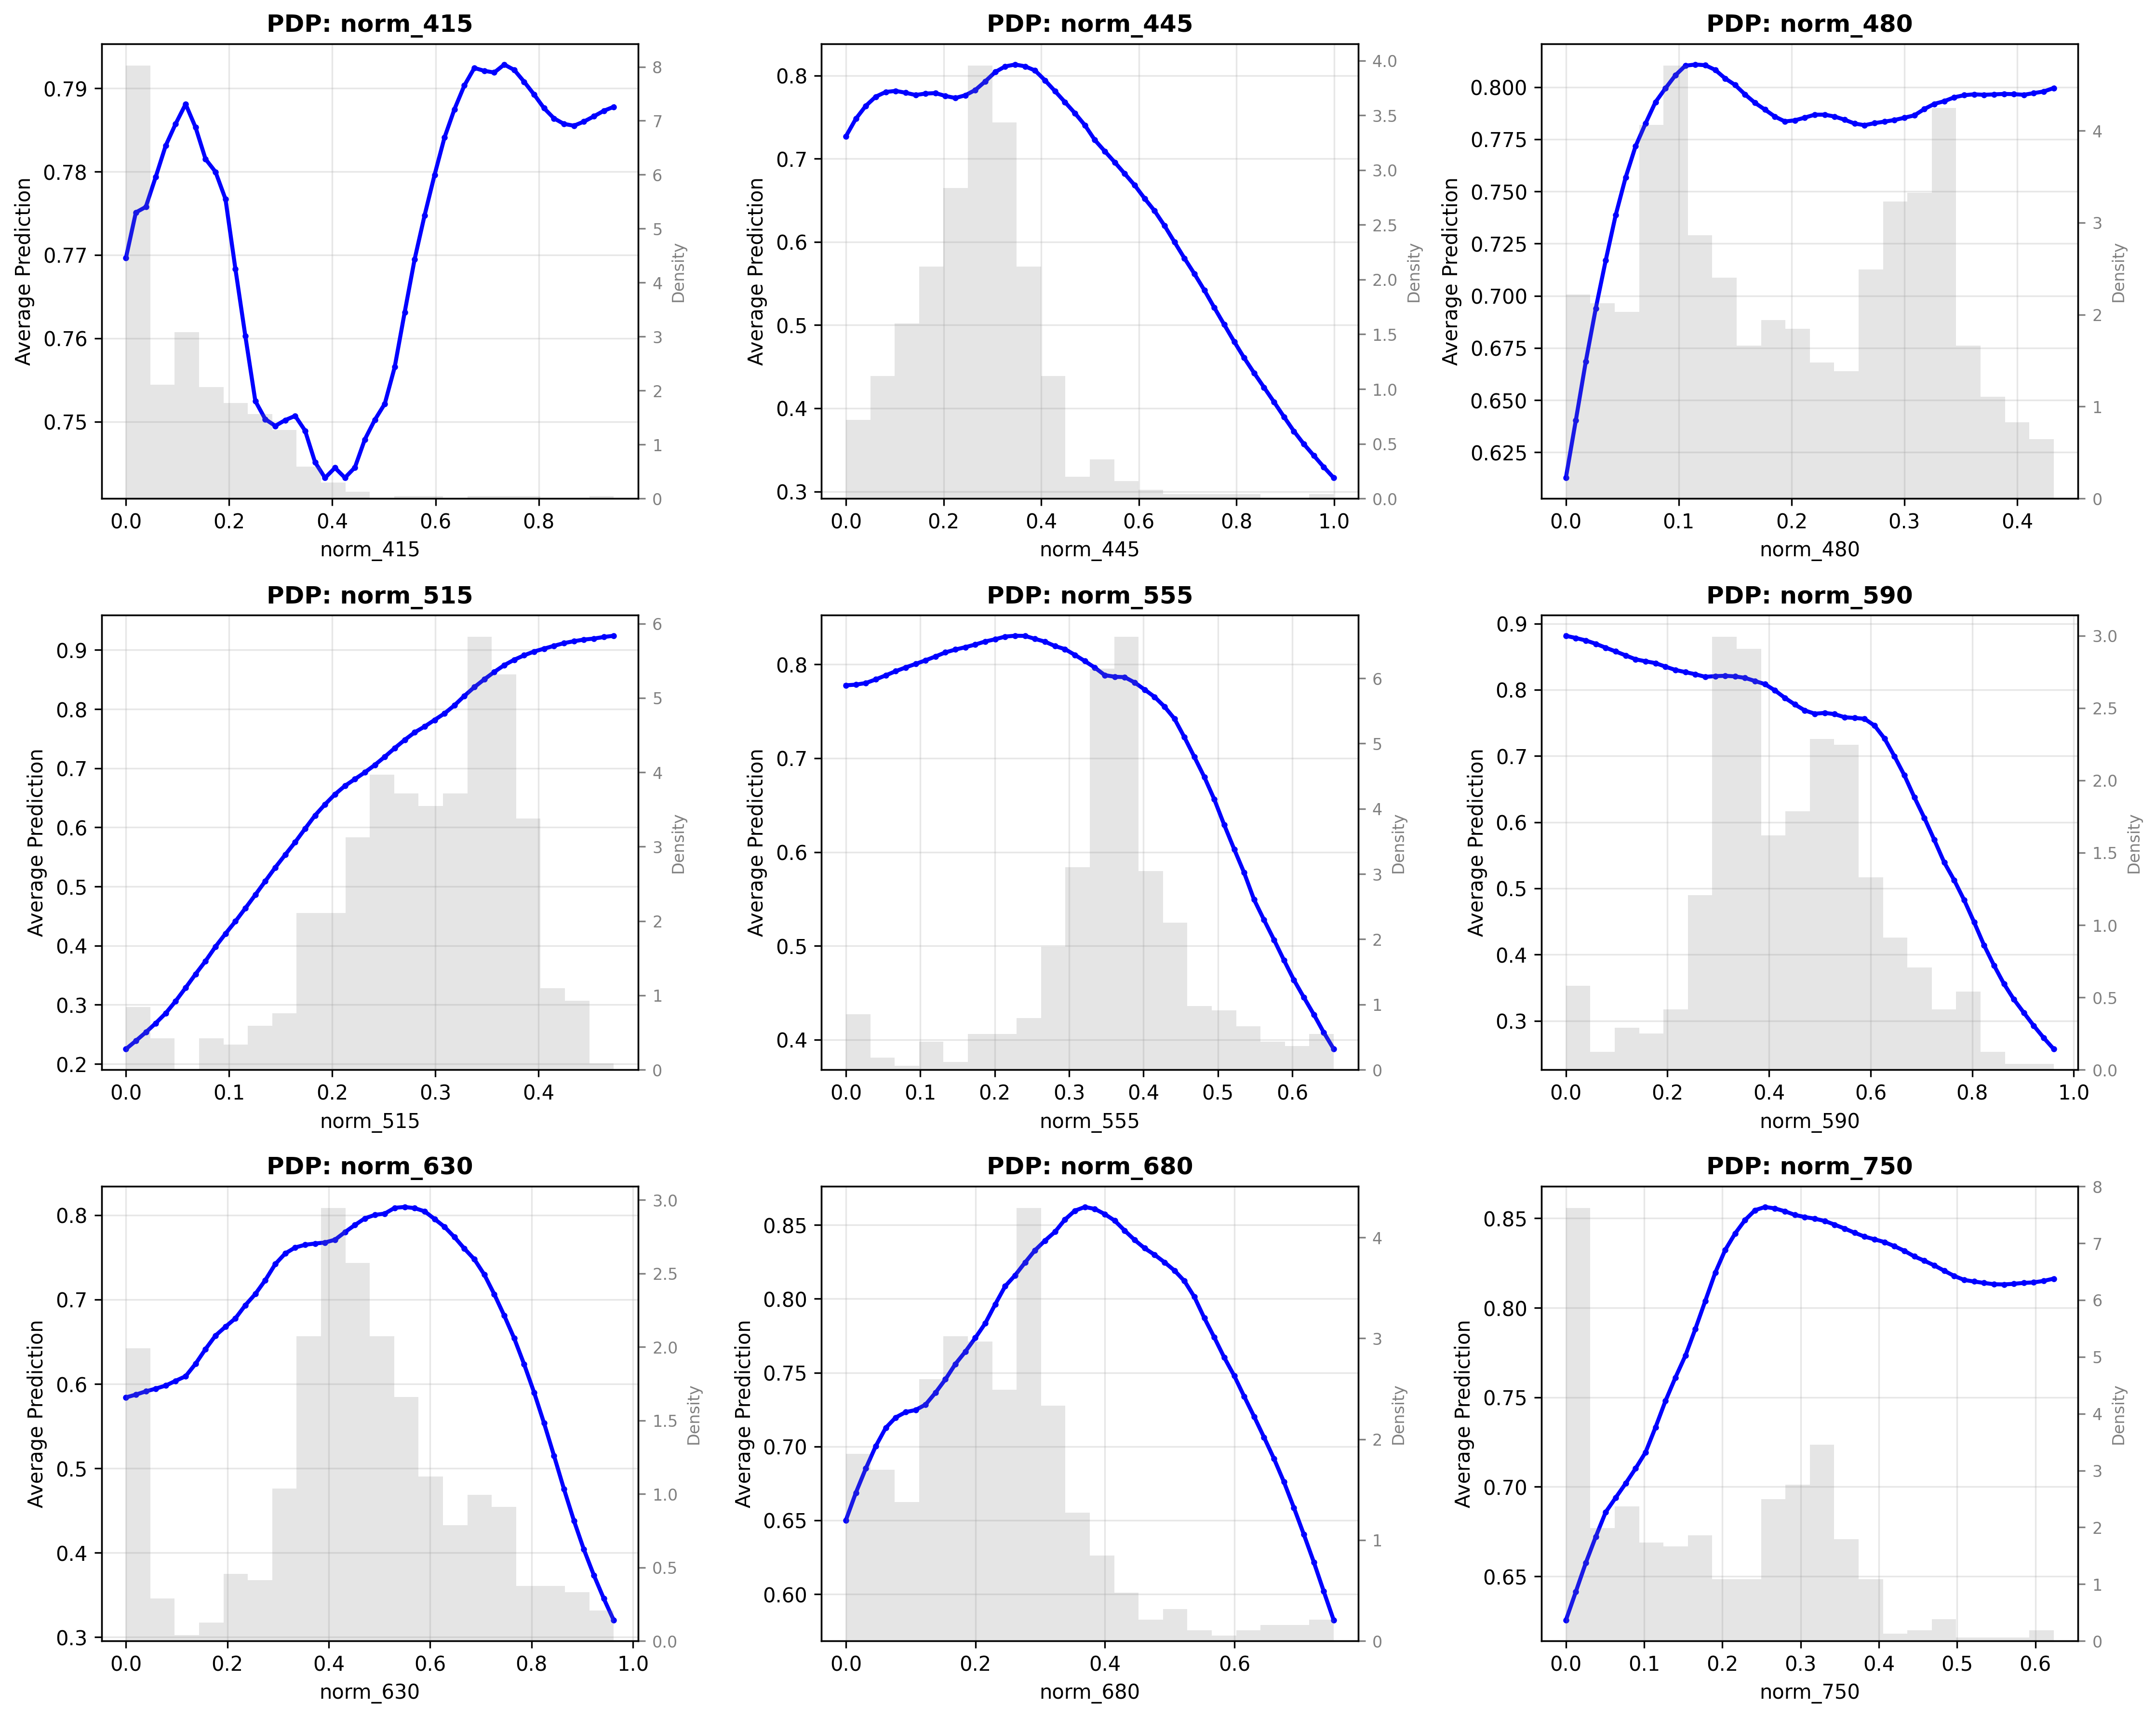 PDP: norm_415
0.79
0.78
0.77
0.76
0.75
Average Prediction
8
7
6
5
4
3
2
1
0
Density
0.0 0.2 0.4 0.6 0.8
norm_415
PDP: norm_445
0.8
0.7
0.6
0.5
0.4
0.3
Average Prediction
4.0
3.5
3.0
2.5
2.0
1.5
1.0
0.5
0.0
Density
0.0 0.2 0.4 0.6 0.8 1.0
norm_445
PDP: norm_480
0.800
0.775
0.750
0.725
0.700
0.675
0.650
0.625
Average Prediction
4
3
2
1
0
Density
0.0 0.1 0.2 0.3 0.4
norm_480
PDP: norm_515
0.9
0.8
0.7
0.6
0.5
0.4
0.3
0.2
Average Prediction
6
5
4
3
2
1
0
Density
0.0 0.1 0.2 0.3 0.4
norm_515
PDP: norm_555
0.8
0.7
0.6
0.5
0.4
Average Prediction
6
5
4
3
2
1
0
Density
0.0 0.1 0.2 0.3 0.4 0.5 0.6
norm_555
PDP: norm_590
0.9
0.8
0.7
0.6
0.5
0.4
0.3
Average Prediction
3.0
2.5
2.0
1.5
1.0
0.5
0.0
Density
0.0 0.2 0.4 0.6 0.8 1.0
norm_590
PDP: norm_630
0.8
0.7
0.6
0.5
0.4
0.3
Average Prediction
3.0
2.5
2.0
1.5
1.0
0.5
0.0
Density
0.0 0.2 0.4 0.6 0.8 1.0
norm_630
PDP: norm_680
0.85
0.80
0.75
0.70
0.65
0.60
Average Prediction
4
3
2
1
0
Density
0.0 0.2 0.4 0.6
norm_680
PDP: norm_750
0.85
0.80
0.75
0.70
0.65
Average Prediction
8
7
6
5
4
3
2
1
0
Density
0.0 0.1 0.2 0.3 0.4 0.5 0.6
norm_750